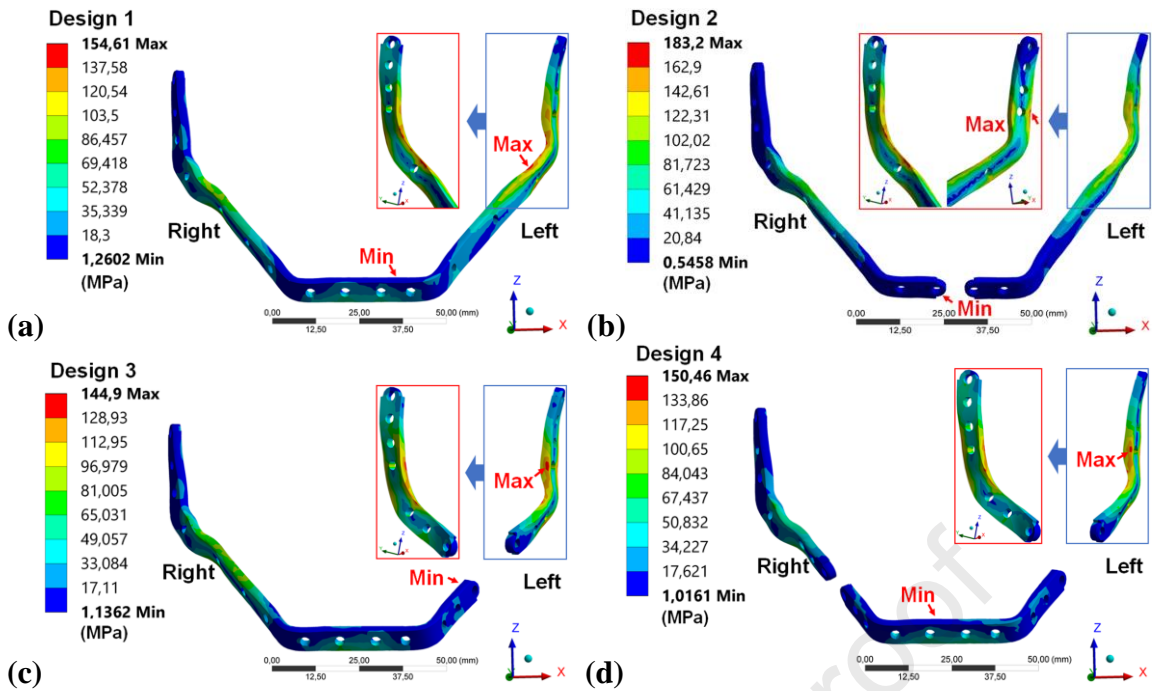 Design 1
154,61 Max
137,58
120,54
103,5
86,457
69,418
52,378
35,339
18,3
1,2602 Min
(MPa)
Right
Left
Max
Min
Z
Y
X
0,00
25,00
50,00 (mm)
12,50
37,50
Z
X
(a)
Design 2
183,2 Max
162,9
142,61
122,31
102,02
81,723
61,429
41,135
20,84
0,5458 Min
(MPa)
Right
Left
Max
Min
Z
Y
X
Z
X
0,00
25,00
50,00 (mm)
12,50
37,50
Z
X
(b)
Design 3
144,9 Max
128,93
112,95
96,979
81,005
65,031
49,057
33,084
17,11
1,1362 Min
(MPa)
Right
Left
Max
Min
Z
Y
X
0,00
25,00
50,00 (mm)
12,50
37,50
Z
X
(c)
Design 4
150,46 Max
133,86
117,25
100,65
84,043
67,437
50,832
34,227
17,621
1,0161 Min
(MPa)
Right
Left
Max
Min
Z
Y
X
0,00
25,00
50,00 (mm)
12,50
37,50
Z
X
(d)
roof